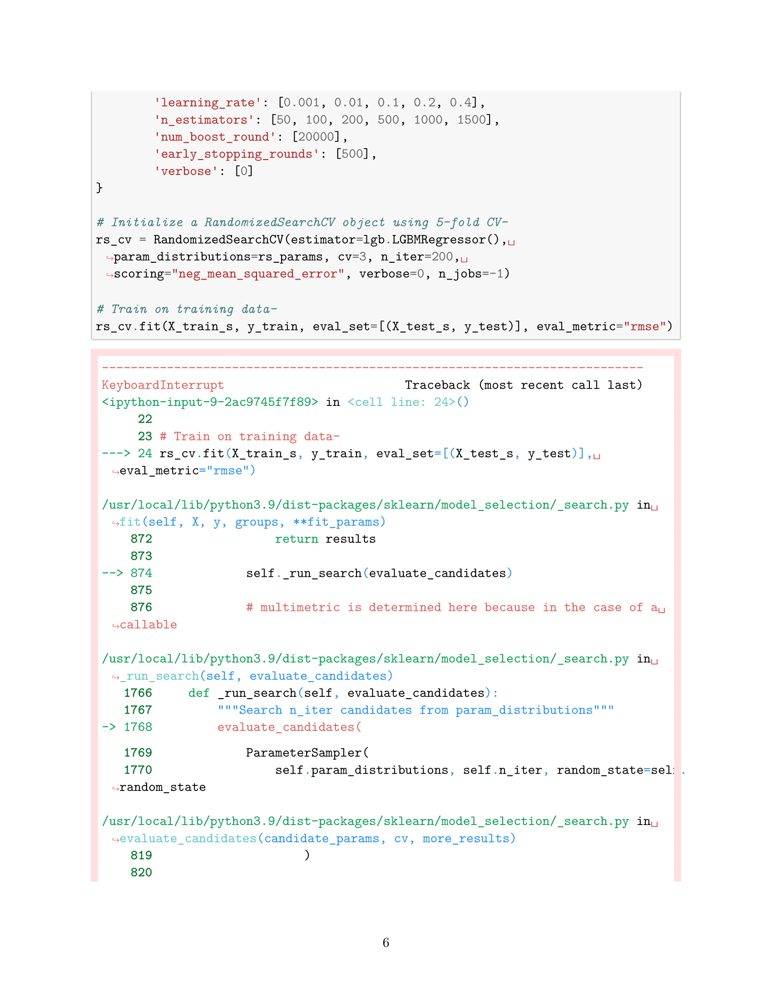 'learning_rate': [0.001, 0.01, 0.1, 0.2, 0.4],
'n_estimators': [50, 100, 200, 500, 1000, 1500],
'num_boost_round': [20000],
'early_stopping_rounds': [500],
'verbose': [0]
}
# Initialize a RandomizedSearchCV object using 5-fold CV-
rs_cv = RandomizedSearchCV(estimator=lgb.LGBMRegressor(),␣
↪param_distributions=rs_params, cv=3, n_iter=200,␣
↪scoring="neg_mean_squared_error", verbose=0, n_jobs=-1)
# Train on training data-
rs_cv.fit(X_train_s, y_train, eval_set=[(X_test_s, y_test)], eval_metric="rmse")
---------------------------------------------------------------------------
KeyboardInterrupt                         Traceback (most recent call last)
<ipython-input-9-2ac9745f7f89> in <cell line: 24>()
     22
     23 # Train on training data-
---> 24 rs_cv.fit(X_train_s, y_train, eval_set=[(X_test_s, y_test)],␣
↪eval_metric="rmse")
/usr/local/lib/python3.9/dist-packages/sklearn/model_selection/_search.py in␣
↪fit(self, X, y, groups, **fit_params)
    872                 return results
    873
--> 874             self._run_search(evaluate_candidates)
    875
    876             # multimetric is determined here because in the case of a␣
↪callable
/usr/local/lib/python3.9/dist-packages/sklearn/model_selection/_search.py in␣
↪_run_search(self, evaluate_candidates)
   1766     def _run_search(self, evaluate_candidates):
   1767         """Search n_iter candidates from param_distributions"""
-> 1768         evaluate_candidates(
   1769             ParameterSampler(
   1770                 self.param_distributions, self.n_iter, random_state=self.
↪random_state
/usr/local/lib/python3.9/dist-packages/sklearn/model_selection/_search.py in␣
↪evaluate_candidates(candidate_params, cv, more_results)
    819                     )
    820
6